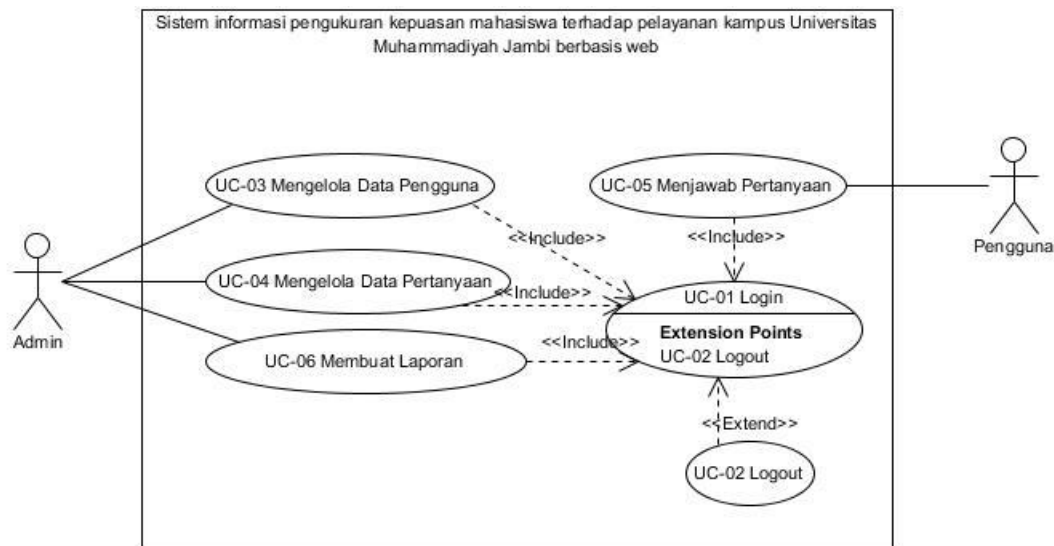 Sistem informasi pengukuran kepuasan mahasiswa terhadap pelayanan kampus Universitas
Muhammadiyah Jambi berbasis web
UC-03 Mengelola Data Pengguna
UC-05 Menjawab Pertanyaan
<<Include>>
<<Include>>
Pengguna
UC-04 Mengelola Data Pertanyaan
<<Include>>
UC-01 Login
Extension Points
UC-02 Logout
Admin
UC-06 Membuat Laporan
<<Include>>
<<Extend>>
UC-02 Logout